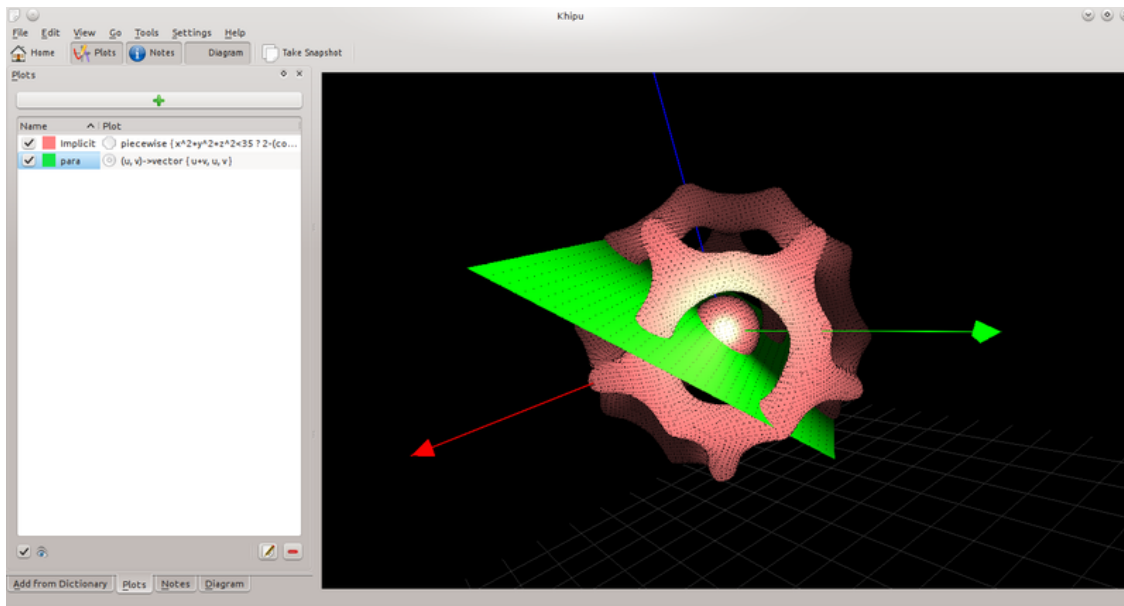 Khipu
File Edit View Go Tools Settings Help
Home Plots Notes Diagram Take Snapshot
Plots
Name Plot
Implicit piecewise { x^2+y^2+z^2<35 ? 2-(co...
para (u, v)->vector { u+v, u, v }
Add from Dictionary Plots Notes Diagram